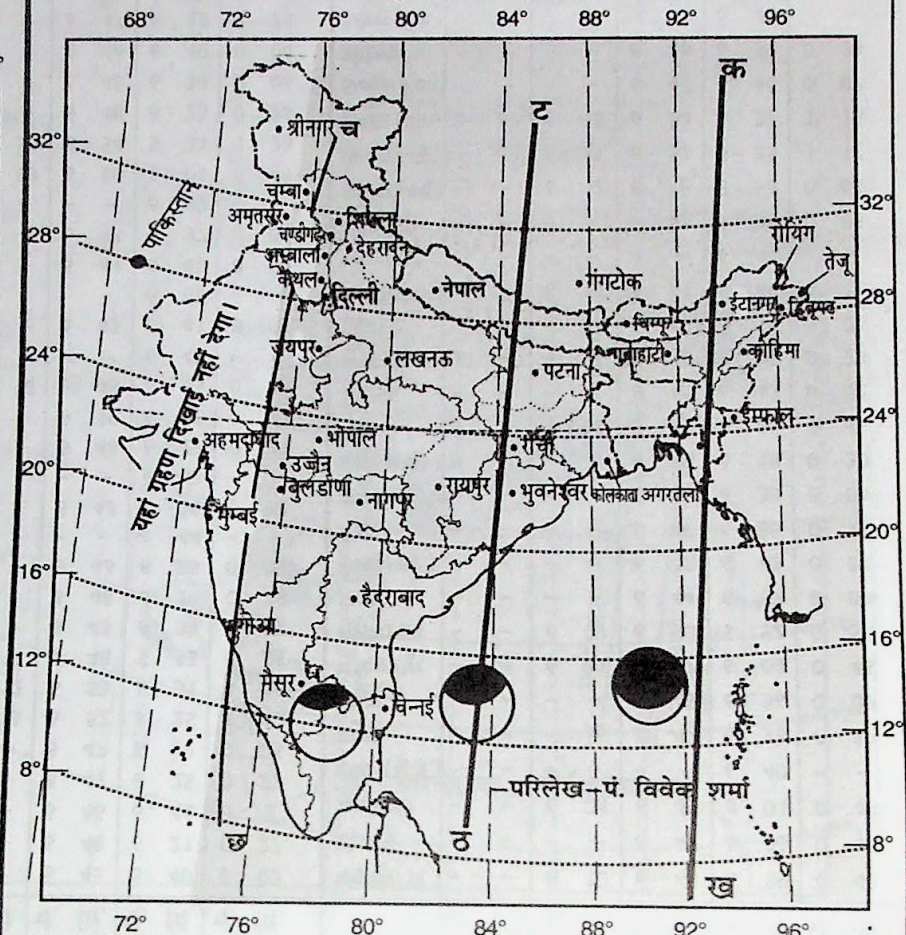 68° 72° 76° 80° 84° 88° 92° 96°
क
ट
श्रीनगर च
32°
चम्बा
अमृतसर शिमला
32°
पाकिस्तान
चण्डीगढ़ देहरादून
रोयिंग
28°
अम्बाला
तेजू
कैथल
दिल्ली नेपाल गंगटोक
ईटानगर
28°
थिम्फू
जयपुर
लखनऊ
गुवाहाटी कोहिमा
24°
पटना
यहां ग्रहण दिखाई नहीं देगा।
इम्फाल
24°
अहमदाबाद भोपाल रांची
उज्जैन
20°
रायपुर भुवनेश्वर कोलकाता अगरतला
नागपुर
मुम्बई
20°
16°
हैदराबाद
16°
12°
मैसूर
चेन्नई
12°
8°
–परिलेख–पं. विवेक शर्मा
छ ठ
8°
ख
72° 76° 80° 84° 88° 92° 96°